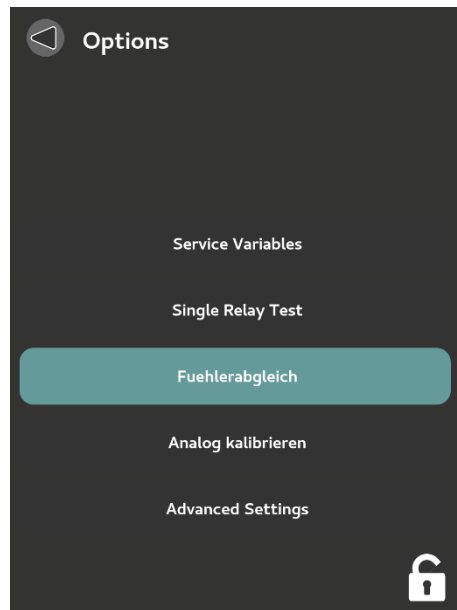 Options
Service Variables
Single Relay Test
Fuehlerabgleich
Analog kalibrieren
Advanced Settings